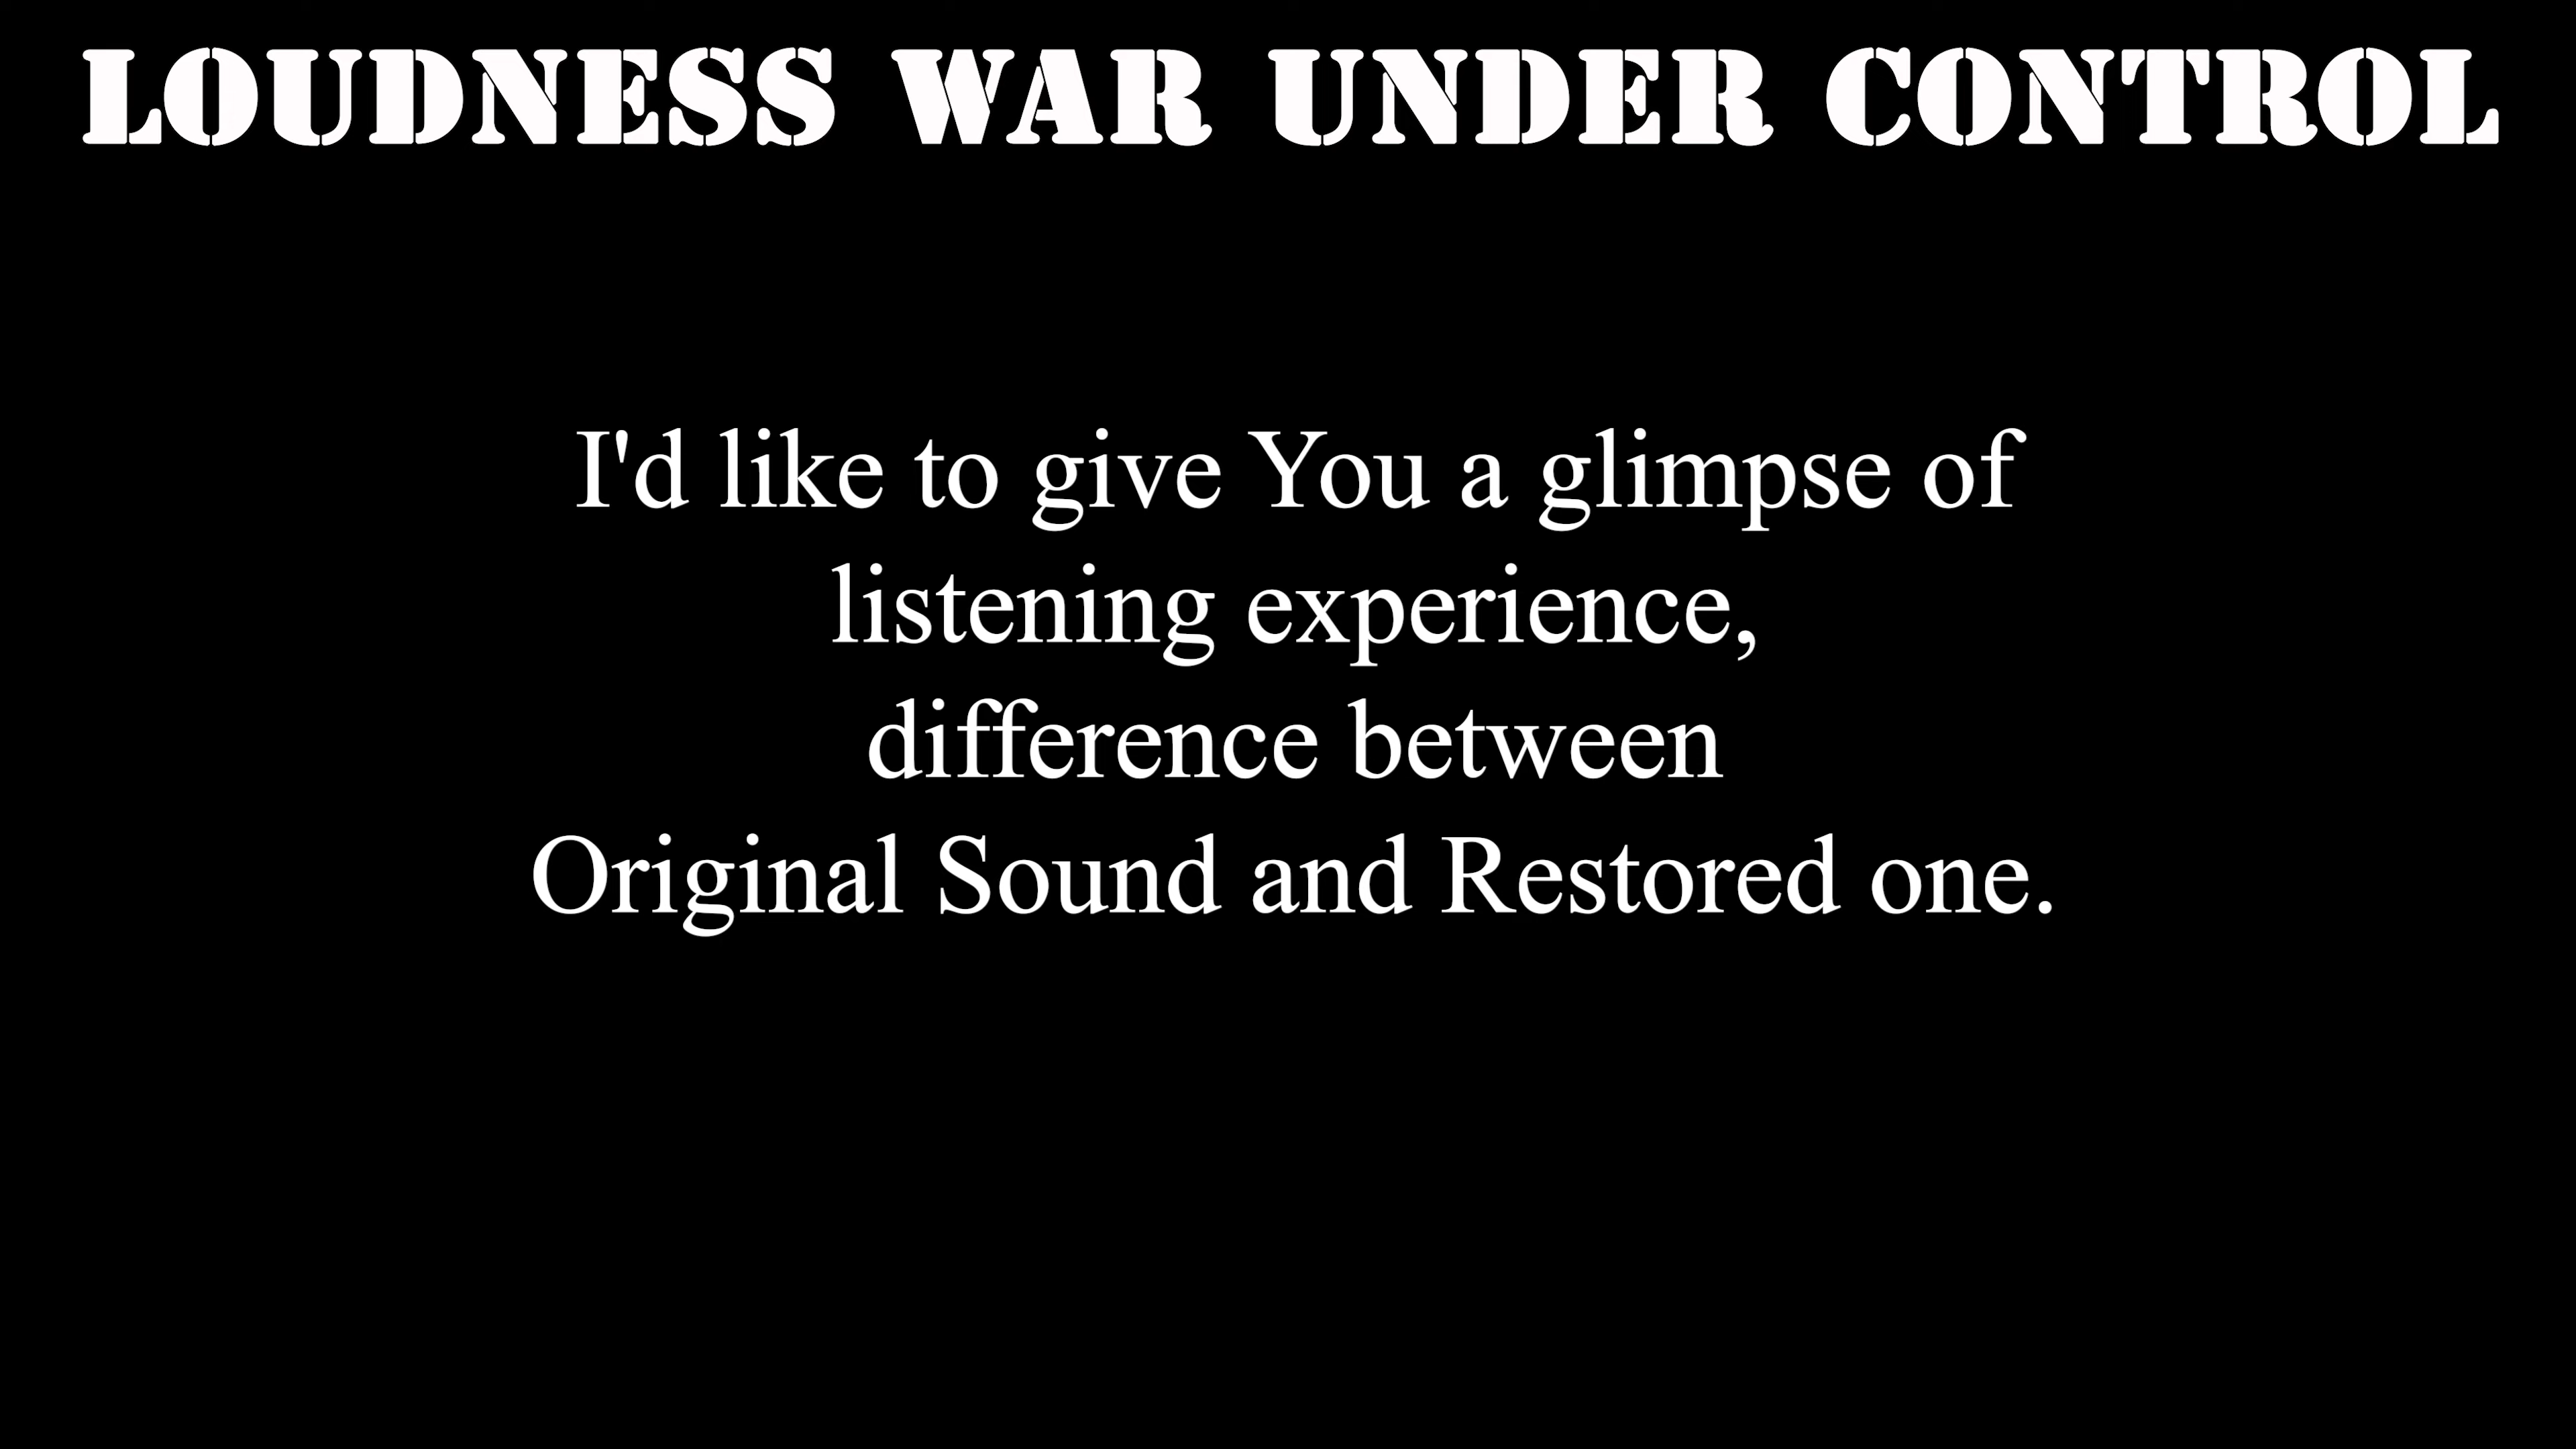 LOUDNESS WAR UNDER CONTROL
I'd like to give You a glimpse of
listening experience,
difference between
Original Sound and Restored one.